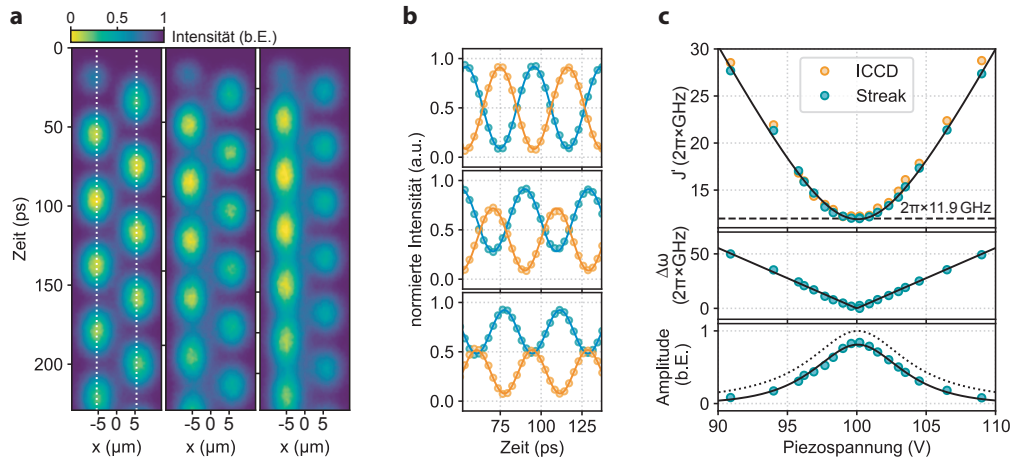 a
0 0.5 1
Intensität (b.E.)
0
50
100
150
200
Zeit (ps)
-5 0 5
-5 0 5
-5 0 5
x (µm)
x (µm)
x (µm)
b
1.0
0.5
0.0
1.0
0.5
0.0
1.0
0.5
0.0
normierte Intensität (a.u.)
75 100 125
Zeit (ps)
c
30
25
20
15
J' (2π×GHz)
ICCD
Streak
2π×11.9 GHz
50
0
Δω
(2π×GHz)
1
0
Amplitude
(b.E.)
90 95 100 105 110
Piezospannung (V)